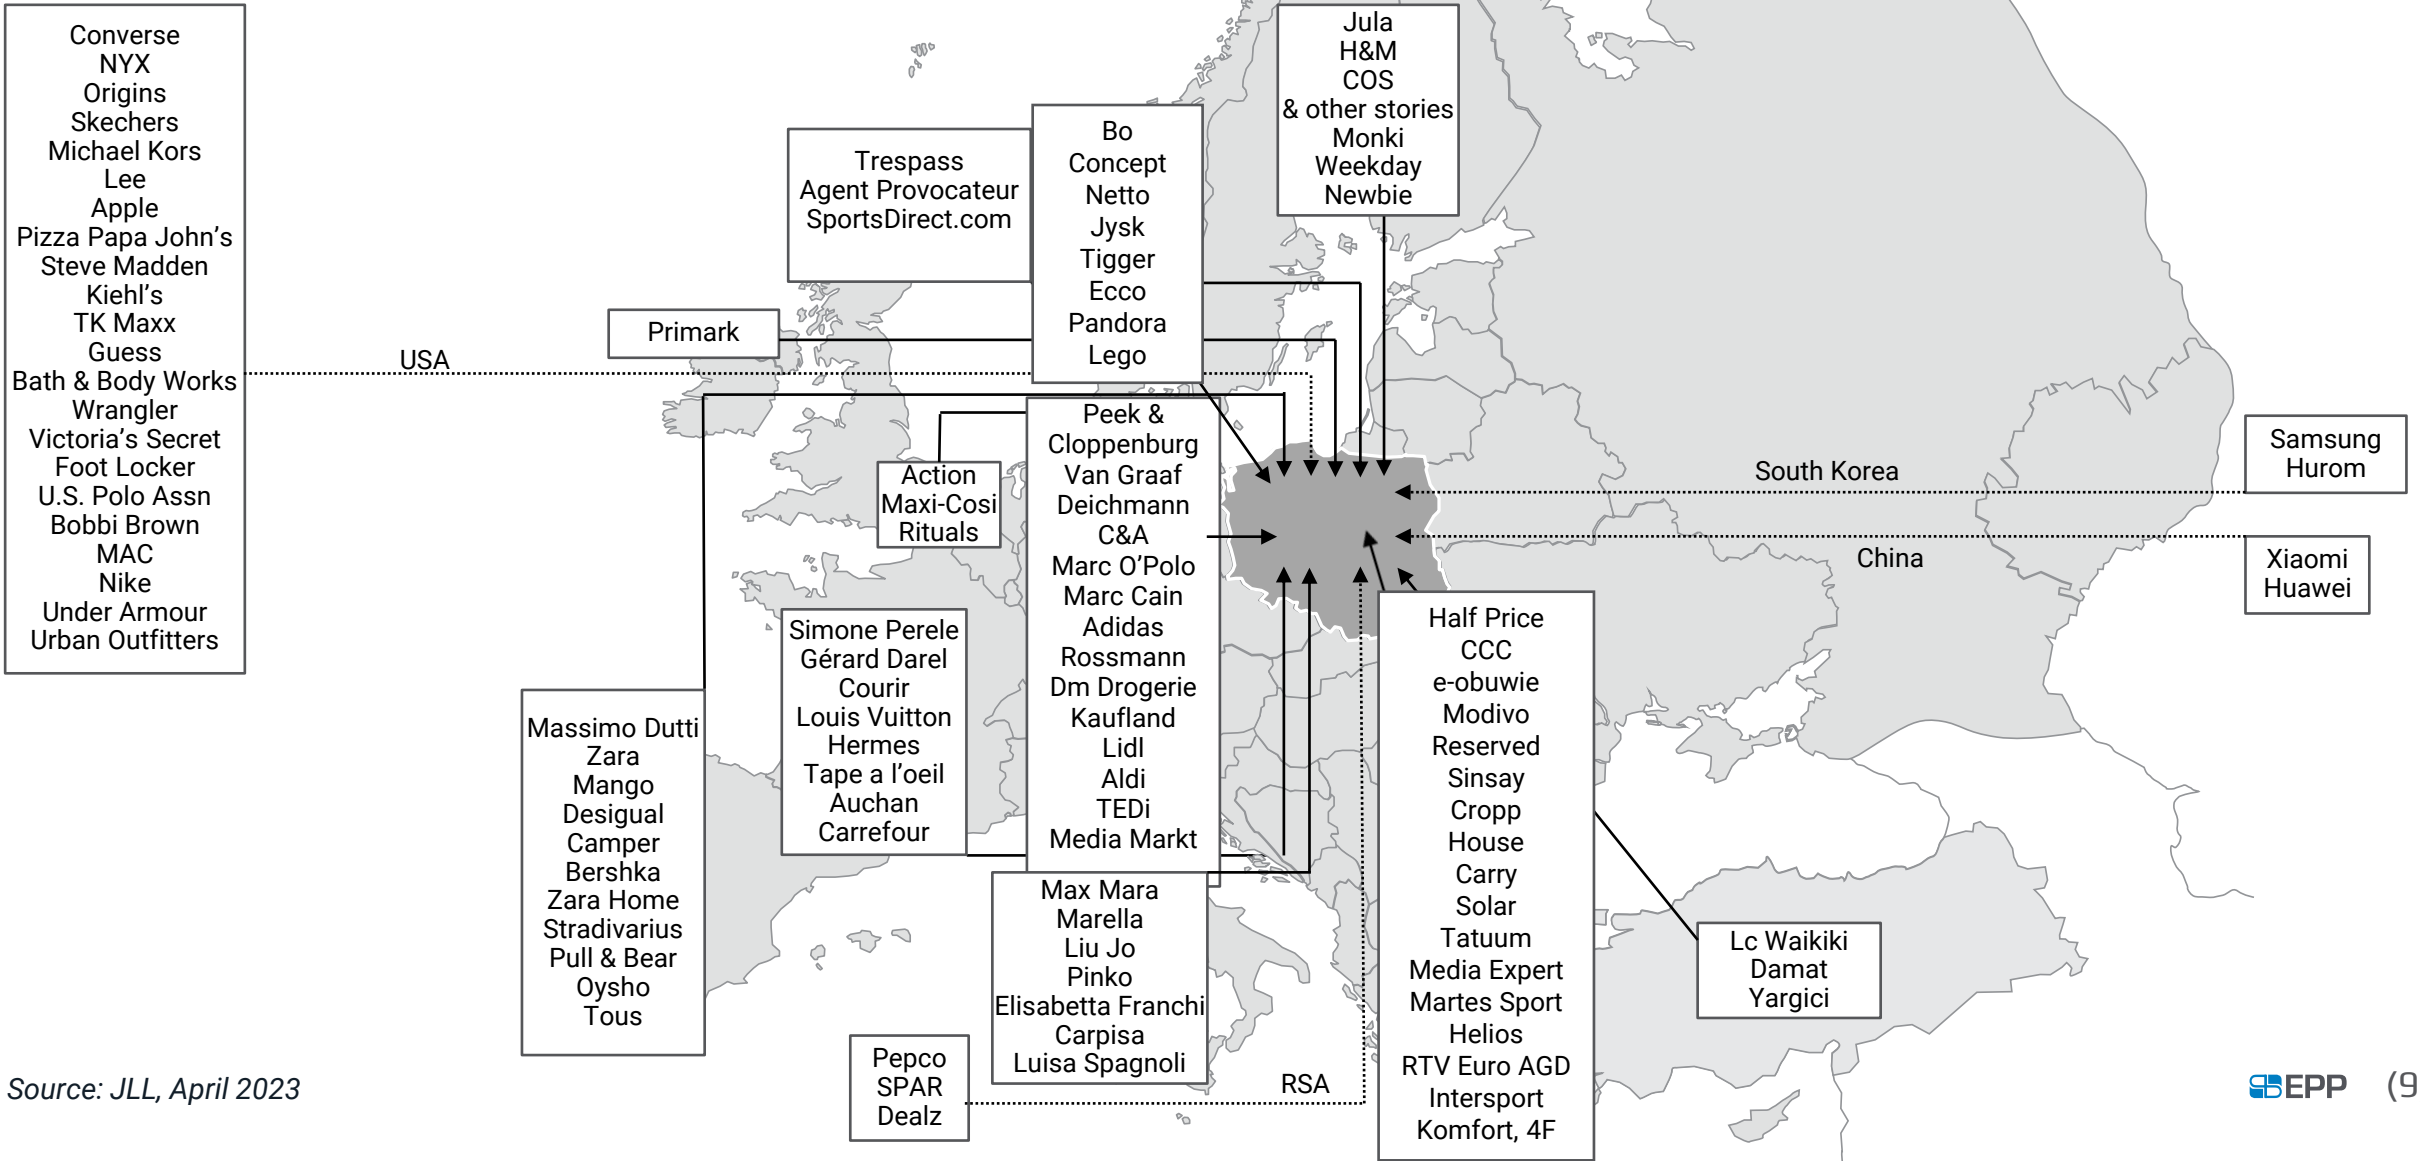 Converse
NYX
Origins
Skechers
Michael Kors
Lee
Apple
Pizza Papa John’s
Steve Madden
Kiehl’s
TK Maxx
Guess
Bath & Body Works
Wrangler
Victoria’s Secret
Foot Locker
U.S. Polo Assn
Bobbi Brown
MAC
Nike
Under Armour
Urban Outfitters
USA
Primark
Trespass
Agent Provocateur
SportsDirect.com
Bo
Concept
Netto
Jysk
Tigger
Ecco
Pandora
Lego
Jula
H&M
COS
& other stories
Monki
Weekday
Newbie
Action
Maxi-Cosi
Rituals
Peek &
Cloppenburg
Van Graaf
Deichmann
C&A
Marc O’Polo
Marc Cain
Adidas
Rossmann
Dm Drogerie
Kaufland
Lidl
Aldi
TEDi
Media Markt
South Korea
Samsung
Hurom
China
Xiaomi
Huawei
Simone Perele
Gérard Darel
Courir
Louis Vuitton
Hermes
Tape a l’oeil
Auchan
Carrefour
Massimo Dutti
Zara
Mango
Desigual
Camper
Bershka
Zara Home
Stradivarius
Pull & Bear
Oysho
Tous
Max Mara
Marella
Liu Jo
Pinko
Elisabetta Franchi
Carpisa
Luisa Spagnoli
Half Price
CCC
e-obuwie
Modivo
Reserved
Sinsay
Cropp
House
Carry
Solar
Tatuum
Media Expert
Martes Sport
Helios
RTV Euro AGD
Intersport
Komfort, 4F
Lc Waikiki
Damat
Yargici
Pepco
SPAR
Dealz
RSA
Source: JLL, April 2023
EPP
(9